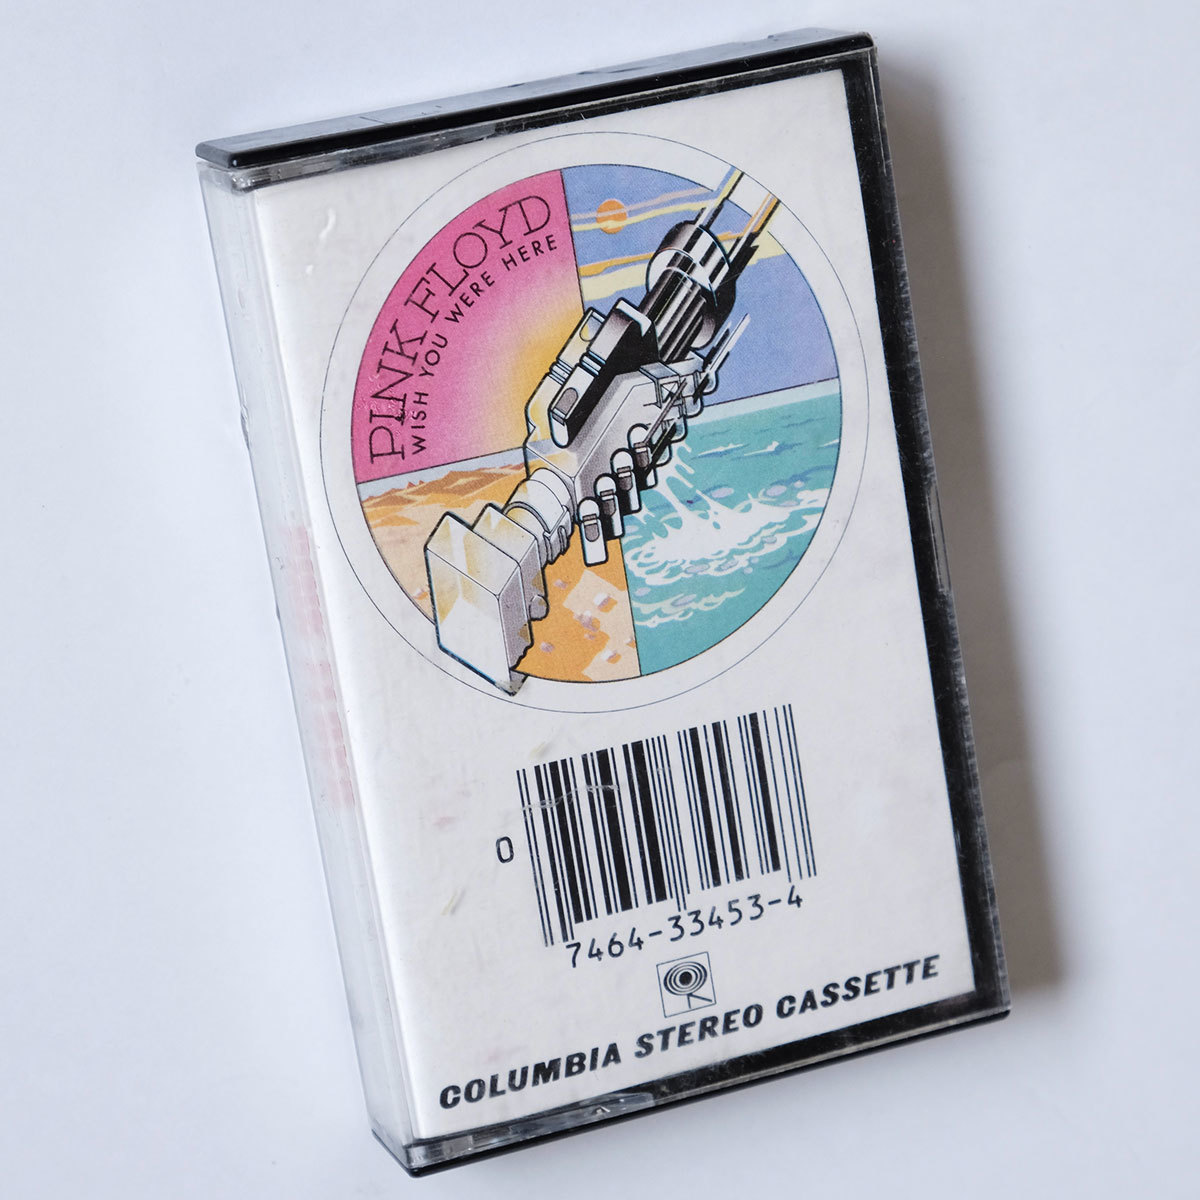 PINK FLOYD
WISH YOU WERE HERE
0
7464-33453-4
COLUMBIA STEREO CASSETTE